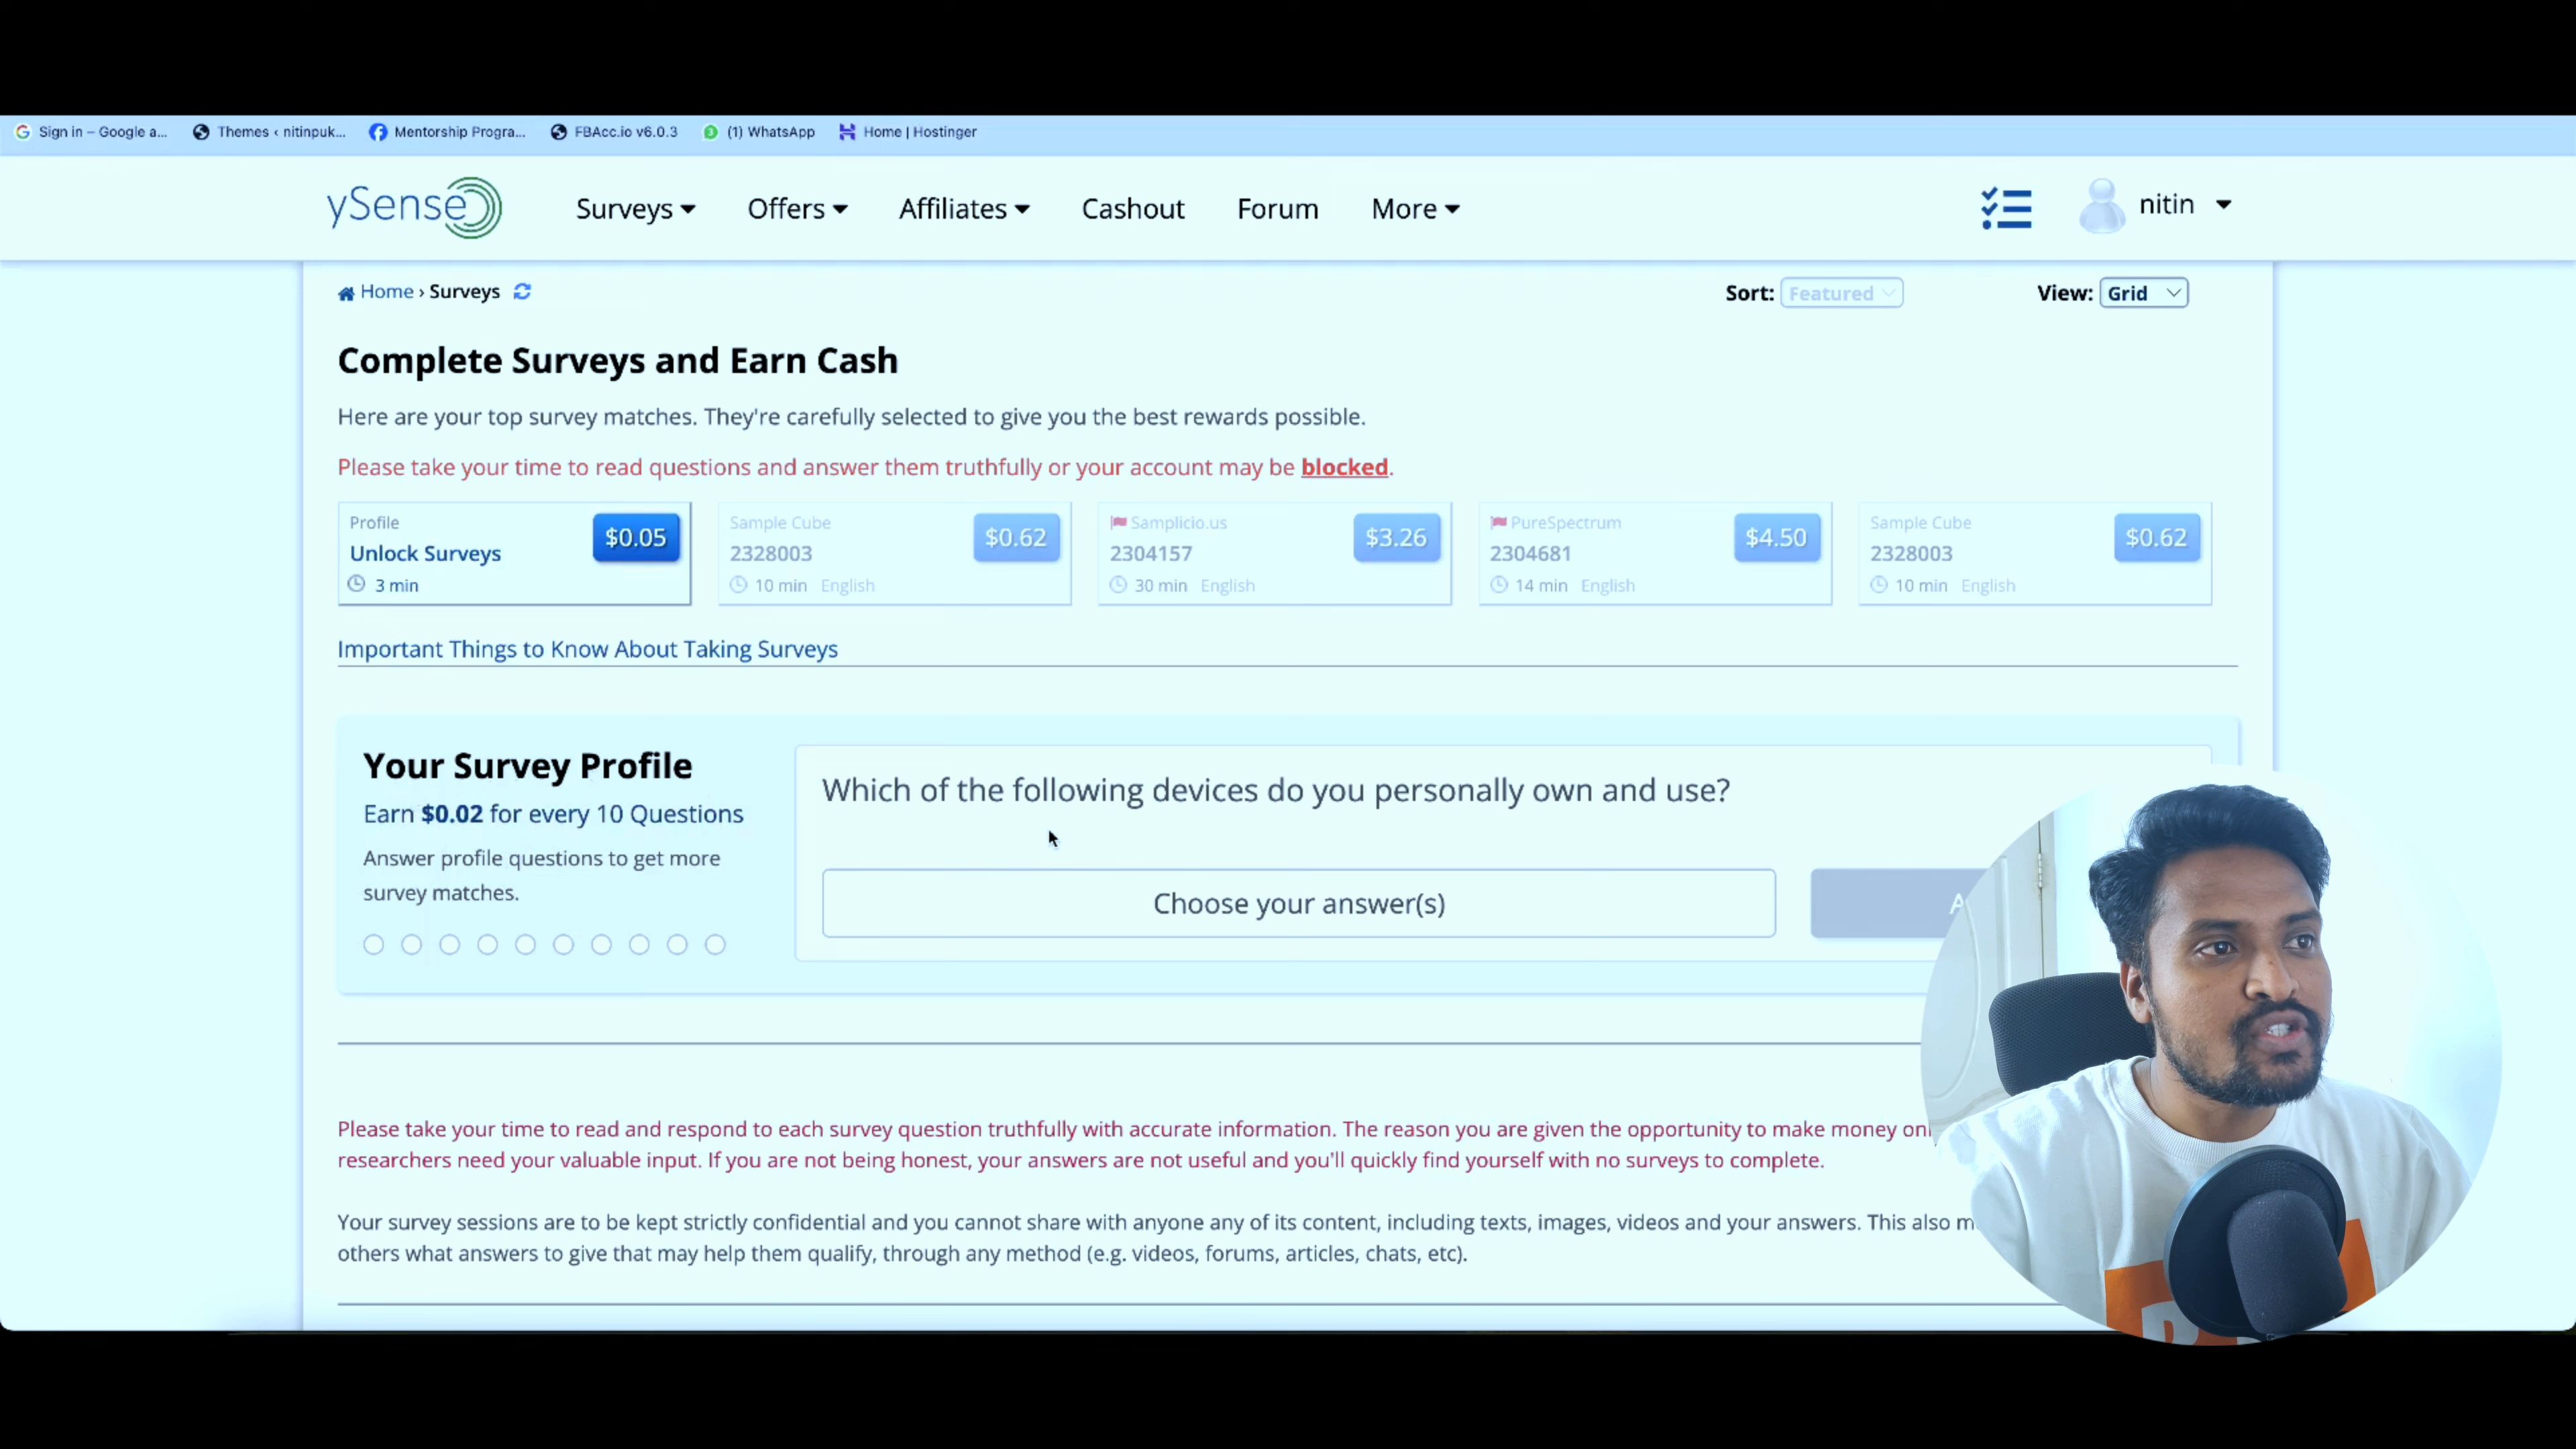 Sign in – Google a...
Themes ‹ nitinpuk...
Mentorship Progra...
FBAcc.io v6.0.3
(1) WhatsApp
Home | Hostinger
ySense
Surveys
Offers
Affiliates
Cashout
Forum
More
nitin
Home › Surveys
Sort: Featured
View: Grid
Complete Surveys and Earn Cash
Here are your top survey matches. They're carefully selected to give you the best rewards possible.
Please take your time to read questions and answer them truthfully or your account may be blocked.
Profile
Unlock Surveys
3 min
$0.05
Sample Cube
2328003
10 min English
$0.62
Samplicio.us
2304157
30 min English
$3.26
PureSpectrum
2304681
14 min English
$4.50
Sample Cube
2328003
10 min English
$0.62
Important Things to Know About Taking Surveys
Your Survey Profile
Earn $0.02 for every 10 Questions
Answer profile questions to get more
survey matches.
Which of the following devices do you personally own and use?
Choose your answer(s)
Please take your time to read and respond to each survey question truthfully with accurate information. The reason you are given the opportunity to make money
researchers need your valuable input. If you are not being honest, your answers are not useful and you'll quickly find yourself with no surveys to complete.
Your survey sessions are to be kept strictly confidential and you cannot share with anyone any of its content, including texts, images, videos and your answers. This also
others what answers to give that may help them qualify, through any method (e.g. videos, forums, articles, chats, etc).